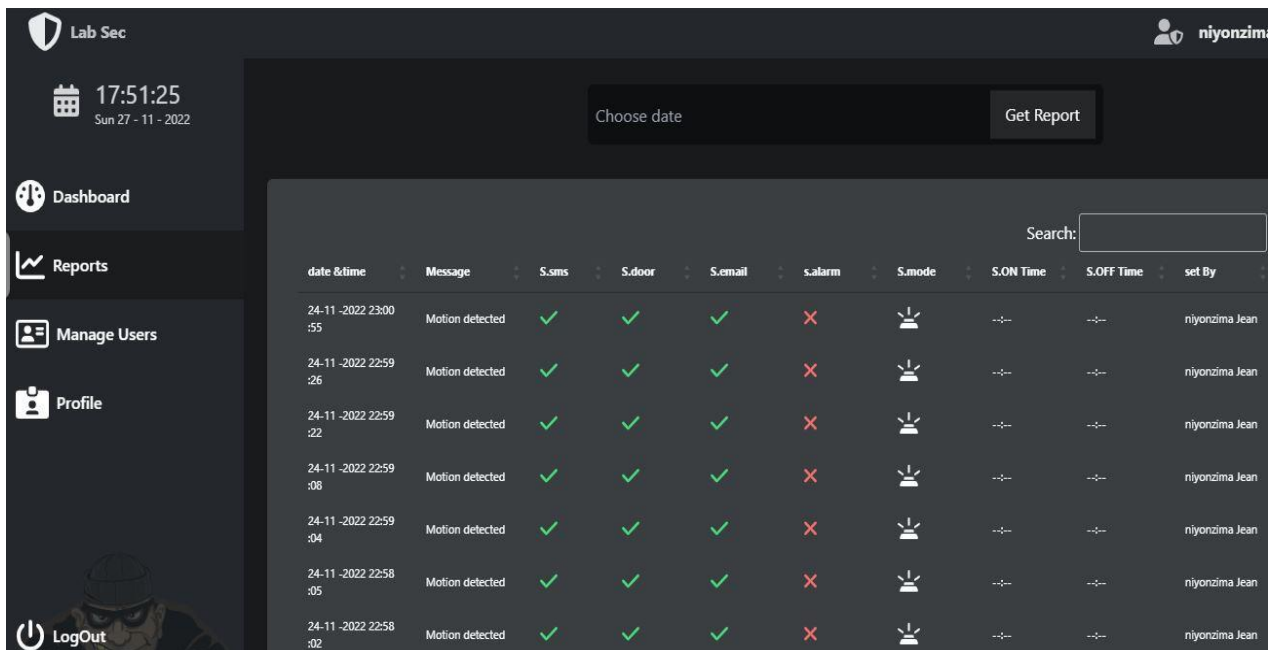 Lab Sec
niyonzima
17:51:25
Sun 27 - 11 - 2022
Choose date
Get Report
Dashboard
Reports
Manage Users
Profile
LogOut
Search:
date &time Message S.sms S.door S.email s.alarm S.mode S.ON Time S.OFF Time set By
24-11 -2022 23:00
:55 Motion detected --:-- --:-- niyonzima Jean
24-11 -2022 22:59
:26 Motion detected --:-- --:-- niyonzima Jean
24-11 -2022 22:59
:22 Motion detected --:-- --:-- niyonzima Jean
24-11 -2022 22:59
:08 Motion detected --:-- --:-- niyonzima Jean
24-11 -2022 22:59
:04 Motion detected --:-- --:-- niyonzima Jean
24-11 -2022 22:58
:05 Motion detected --:-- --:-- niyonzima Jean
24-11 -2022 22:58
:02 Motion detected --:-- --:-- niyonzima Jean